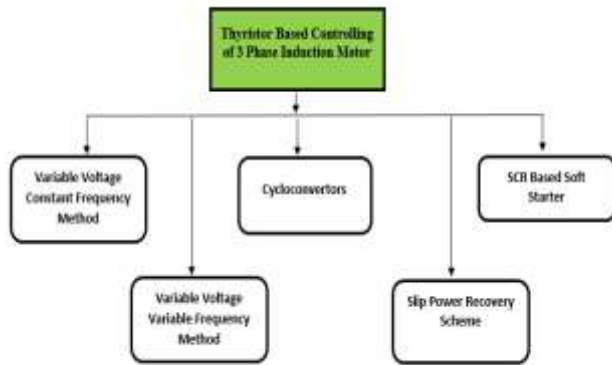 Thyristor Based Controlling
of 3 Phase Induction Motor
Variable Voltage
Constant Frequency
Method
Cycloconvertors
SCR Based Soft
Starter
Variable Voltage
Variable Frequency
Method
Slip Power Recovery
Scheme